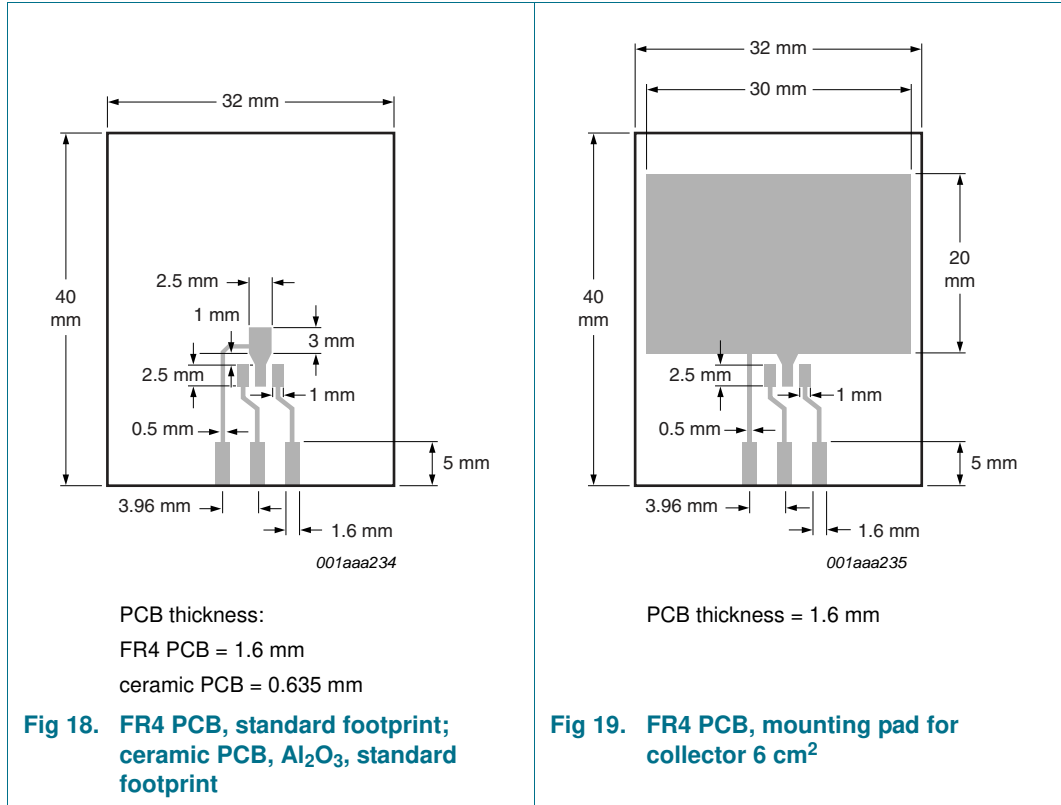 32 mm
40
mm
2.5 mm
1 mm
3 mm
2.5 mm
1 mm
0.5 mm
5 mm
3.96 mm
1.6 mm
001aaa234
PCB thickness:
FR4 PCB = 1.6 mm
ceramic PCB = 0.635 mm
Fig 18. FR4 PCB, standard footprint;
ceramic PCB, Al2O3, standard
footprint
32 mm
30 mm
20
mm
40
mm
2.5 mm
1 mm
0.5 mm
5 mm
3.96 mm
1.6 mm
001aaa235
PCB thickness = 1.6 mm
Fig 19. FR4 PCB, mounting pad for
collector 6 cm2